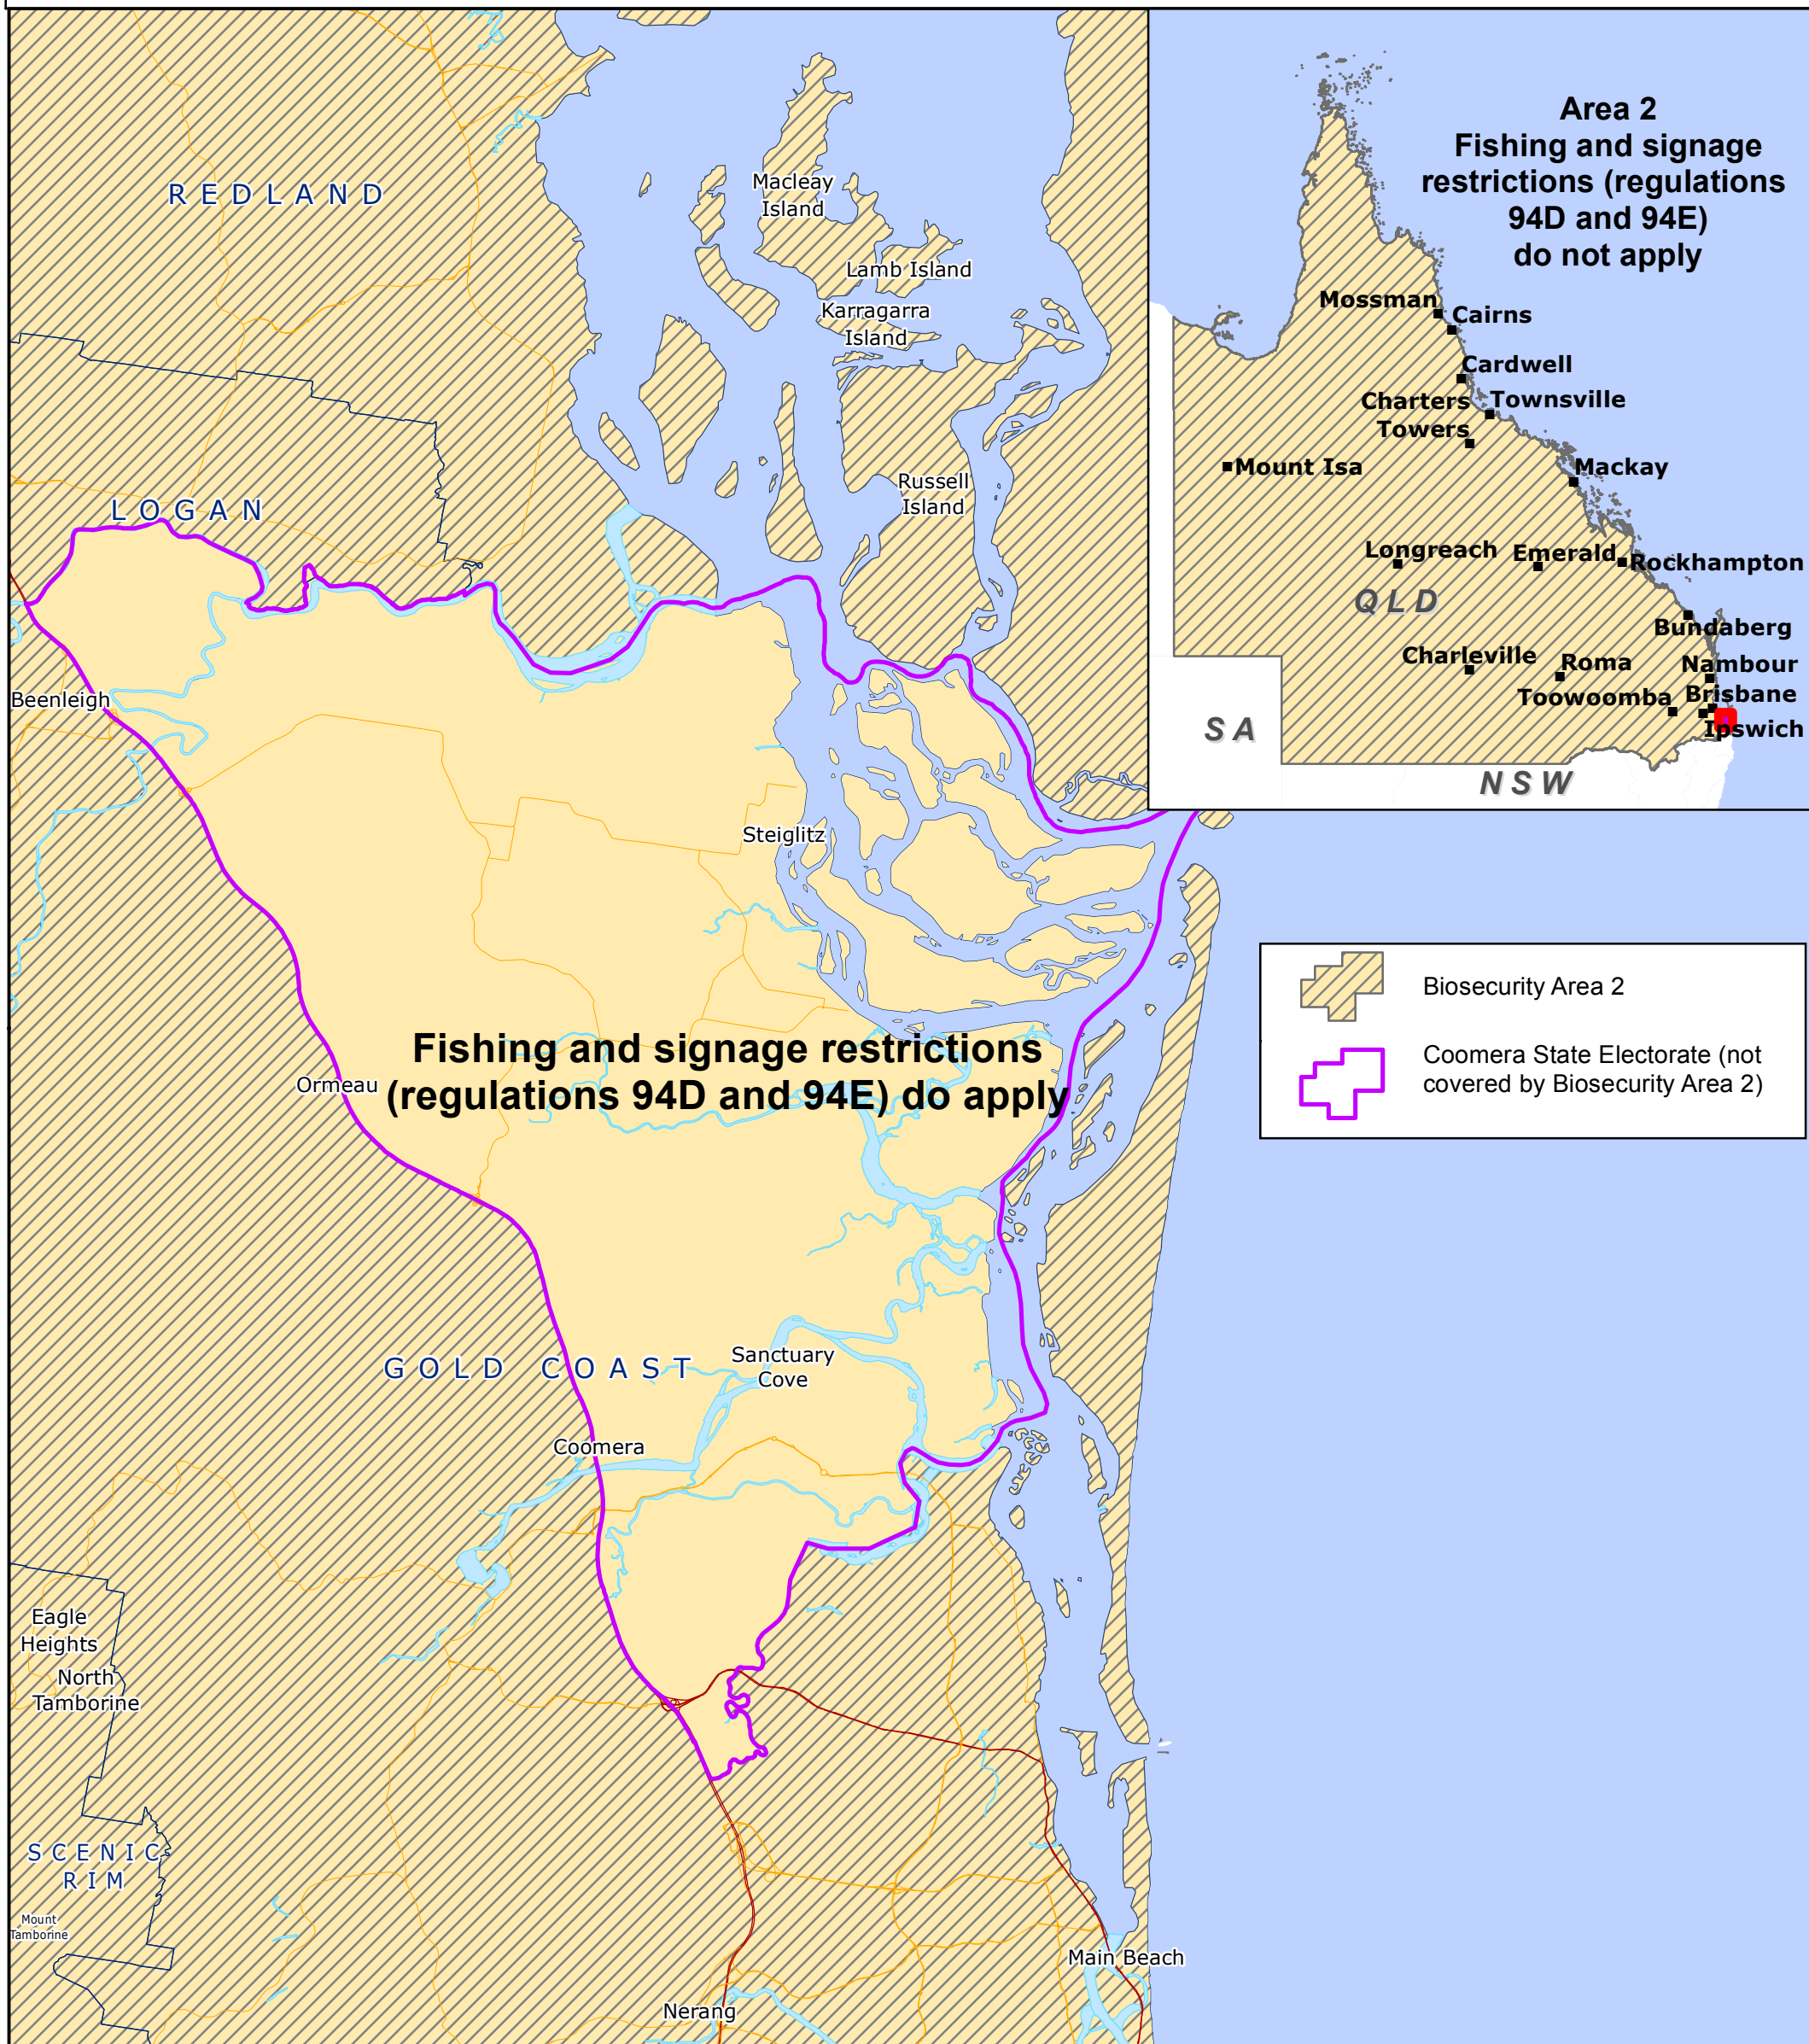 REDLAND
Macleay
Island
Lamb Island
Karragarra
Island
Russell
Island
LOGAN
Beenleigh
Steiglitz
Fishing and signage restrictions
(regulations 94D and 94E) do apply
Ormeau
GOLD COAST
Sanctuary
Cove
Coomera
Eagle
Heights
North
Tamborine
SCENIC
RIM
Mount
Tamborine
Main Beach
Nerang
Area 2
Fishing and signage
restrictions (regulations
94D and 94E)
do not apply
Mossman
Cairns
Cardwell
Charters
Towers
Townsville
Mount Isa
Mackay
Longreach
Emerald
Rockhampton
QLD
Bundaberg
Charleville
Roma
Nambour
Toowoomba
Brisbane
Ipswich
SA
NSW
Biosecurity Area 2
Coomera State Electorate (not
covered by Biosecurity Area 2)